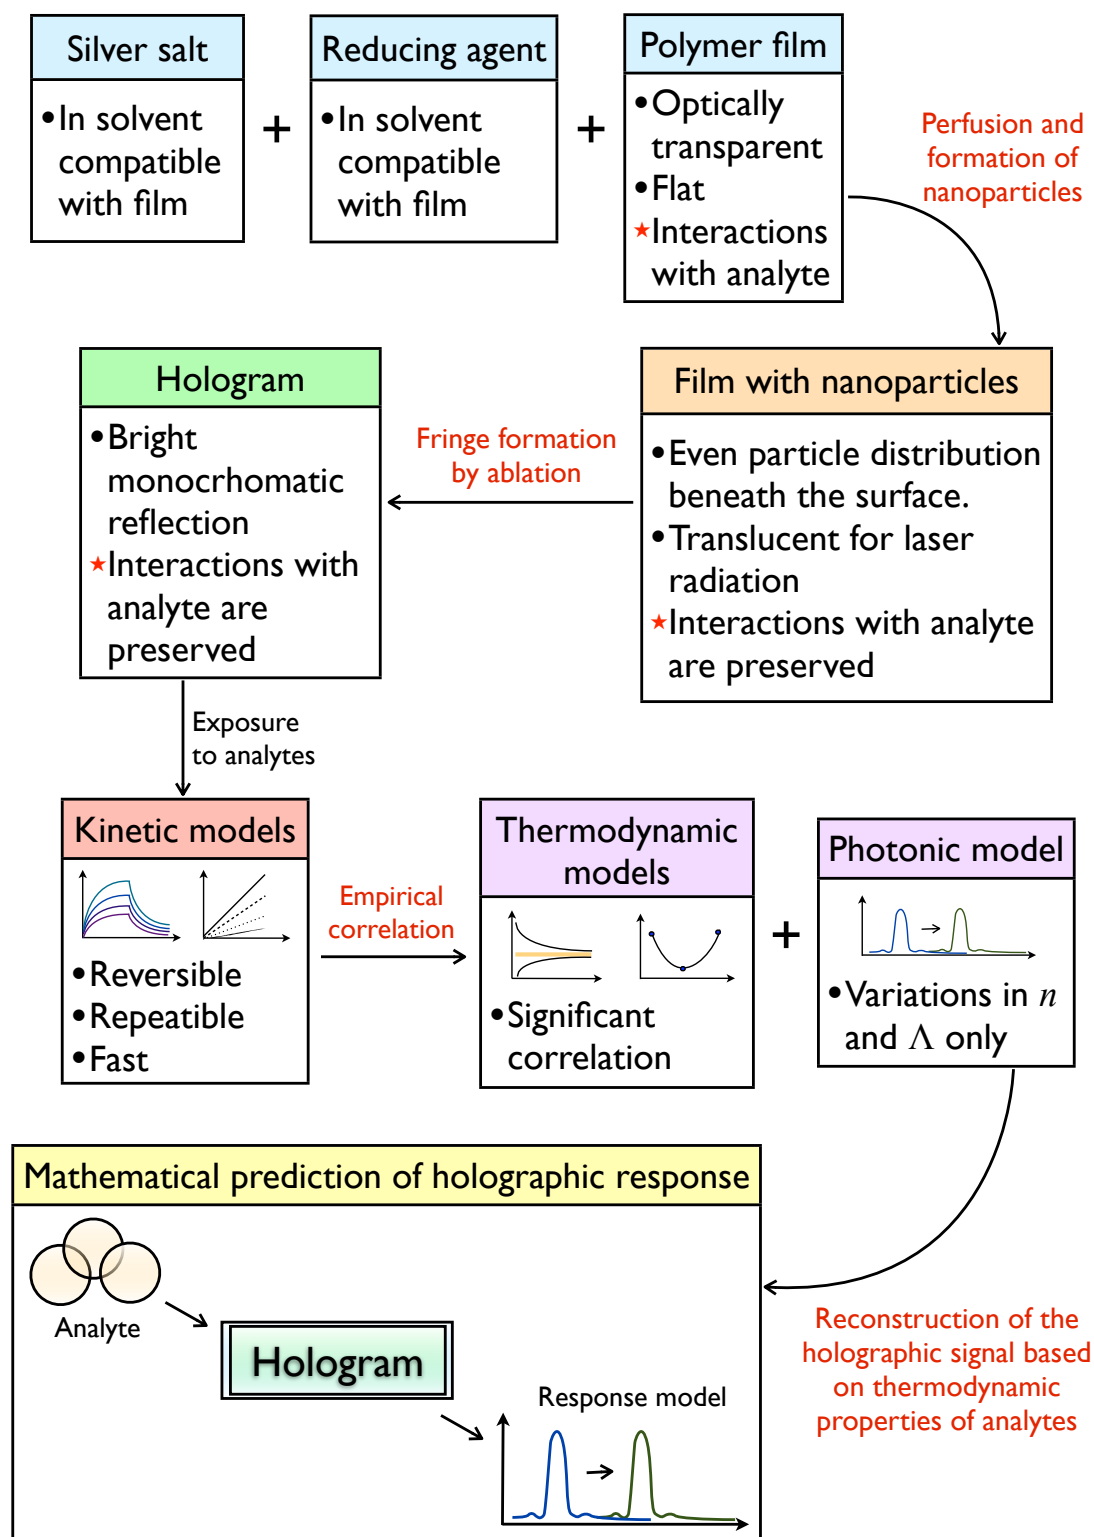 Silver salt
• In solvent
compatible
with film
+
Reducing agent
• In solvent
compatible
with film
+
Polymer film
• Optically
transparent
• Flat
★ Interactions
with analyte
Perfusion and
formation of
nanoparticles
Film with nanoparticles
• Even particle distribution
beneath the surface.
• Translucent for laser
radiation
★ Interactions with analyte
are preserved
Fringe formation
by ablation
Hologram
• Bright
monocrhomatic
reflection
★ Interactions with
analyte are
preserved
Exposure
to analytes
Kinetic models
• Reversible
• Repeatible
• Fast
Empirical
correlation
Thermodynamic
models
• Significant
correlation
+
Photonic model
• Variations in n
and Λ only
Reconstruction of the
holographic signal based
on thermodynamic
properties of analytes
Mathematical prediction of holographic response
Analyte
Hologram
Response model